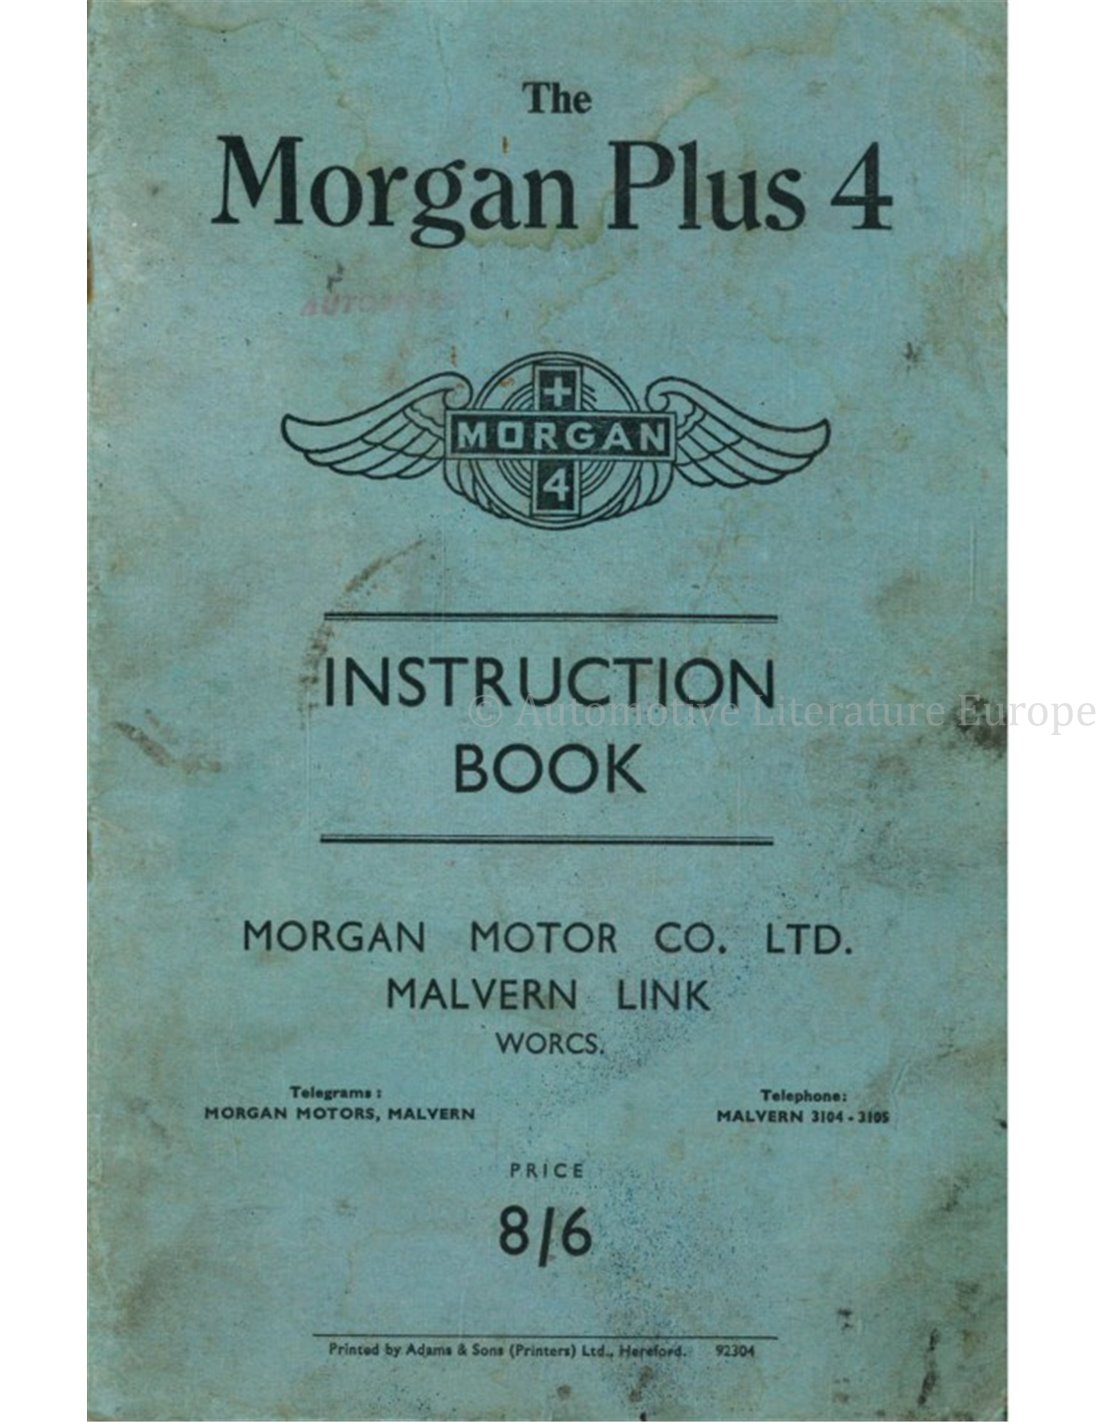 The
Morgan Plus 4
+
MORGAN
4
INSTRUCTION
© Automotive Literature Europe
BOOK
MORGAN MOTOR CO. LTD.
MALVERN LINK
WORCS.
Telegrams :
MORGAN MOTORS, MALVERN
Telephone:
MALVERN 3104 - 3105
PRICE
8/6
Printed by Adams & Sons (Printers) Ltd., Hereford. 92304